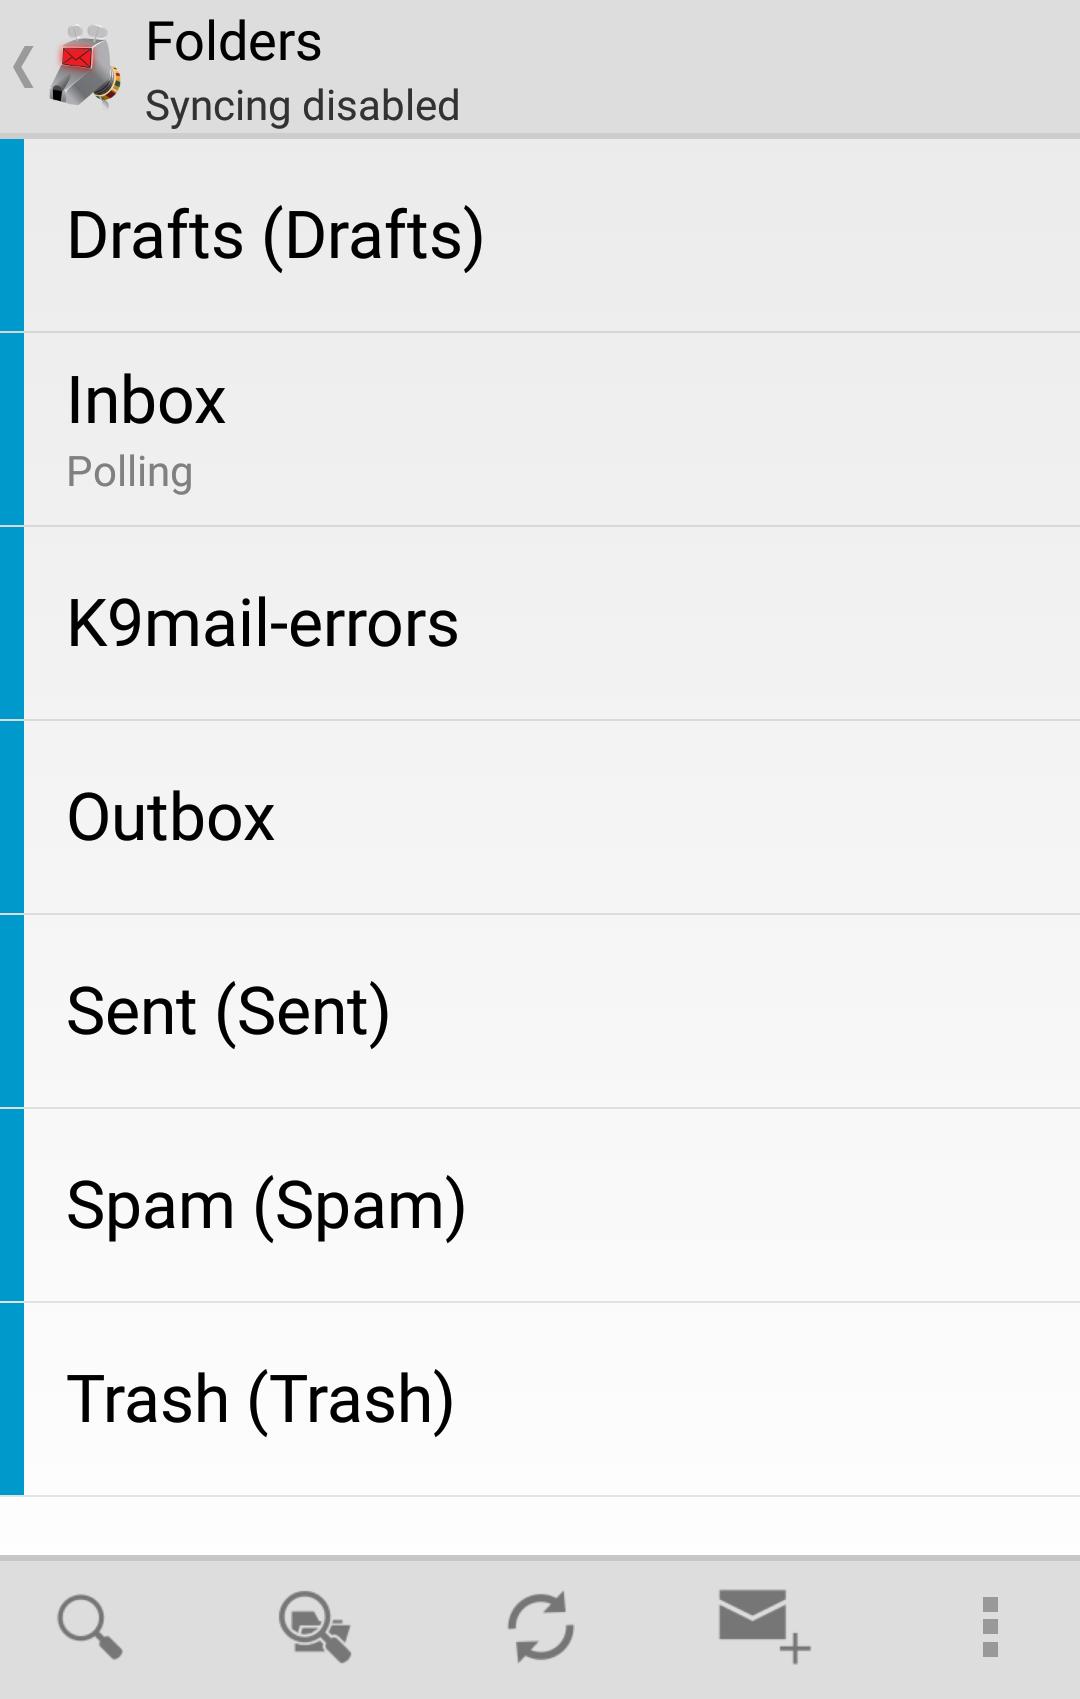 Folders
Syncing disabled
Drafts (Drafts)
Inbox
Polling
K9mail-errors
Outbox
Sent (Sent)
Spam (Spam)
Trash (Trash)